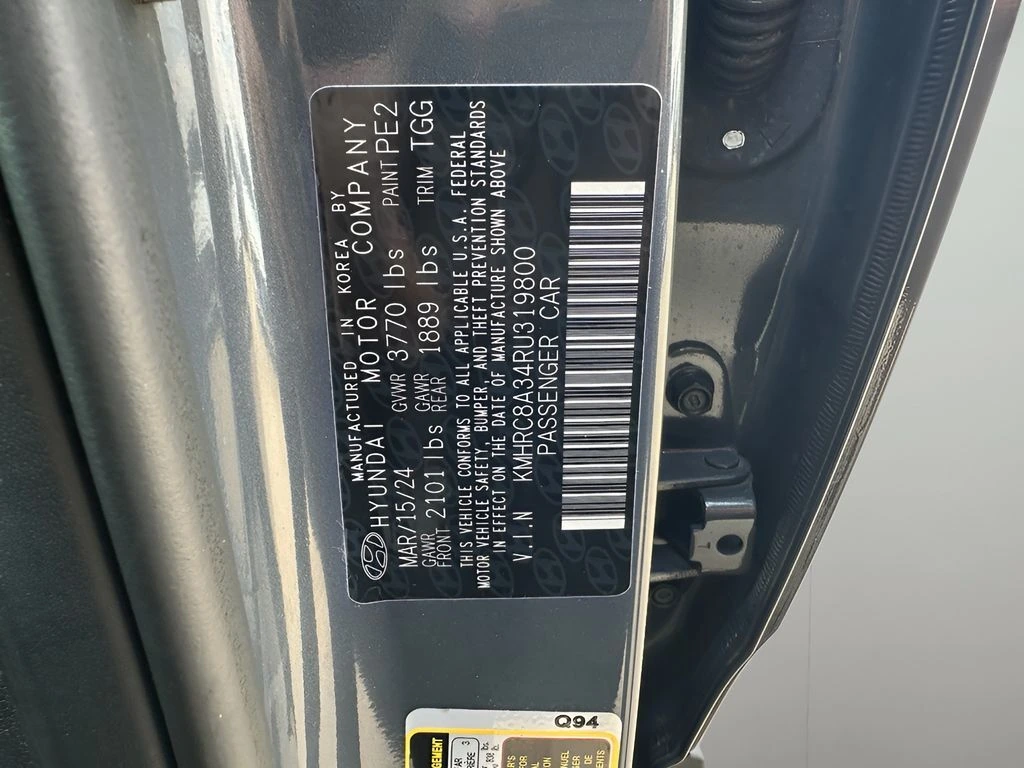 MANUFACTURED IN KOREA BY
HYUNDAI MOTOR COMPANY
MAR/15/24 GVWR 3770 lbs PAINT PE2
GAWR FRONT 2101 lbs GAWR REAR 1889 lbs TRIM TGG
THIS VEHICLE CONFORMS TO ALL APPLICABLE U.S.A. FEDERAL
MOTOR VEHICLE SAFETY, BUMPER, AND THEFT PREVENTION STANDARDS
IN EFFECT ON THE DATE OF MANUFACTURE SHOWN ABOVE
V.I.N KMHRC8A34RU319800
PASSENGER CAR
Q94
3